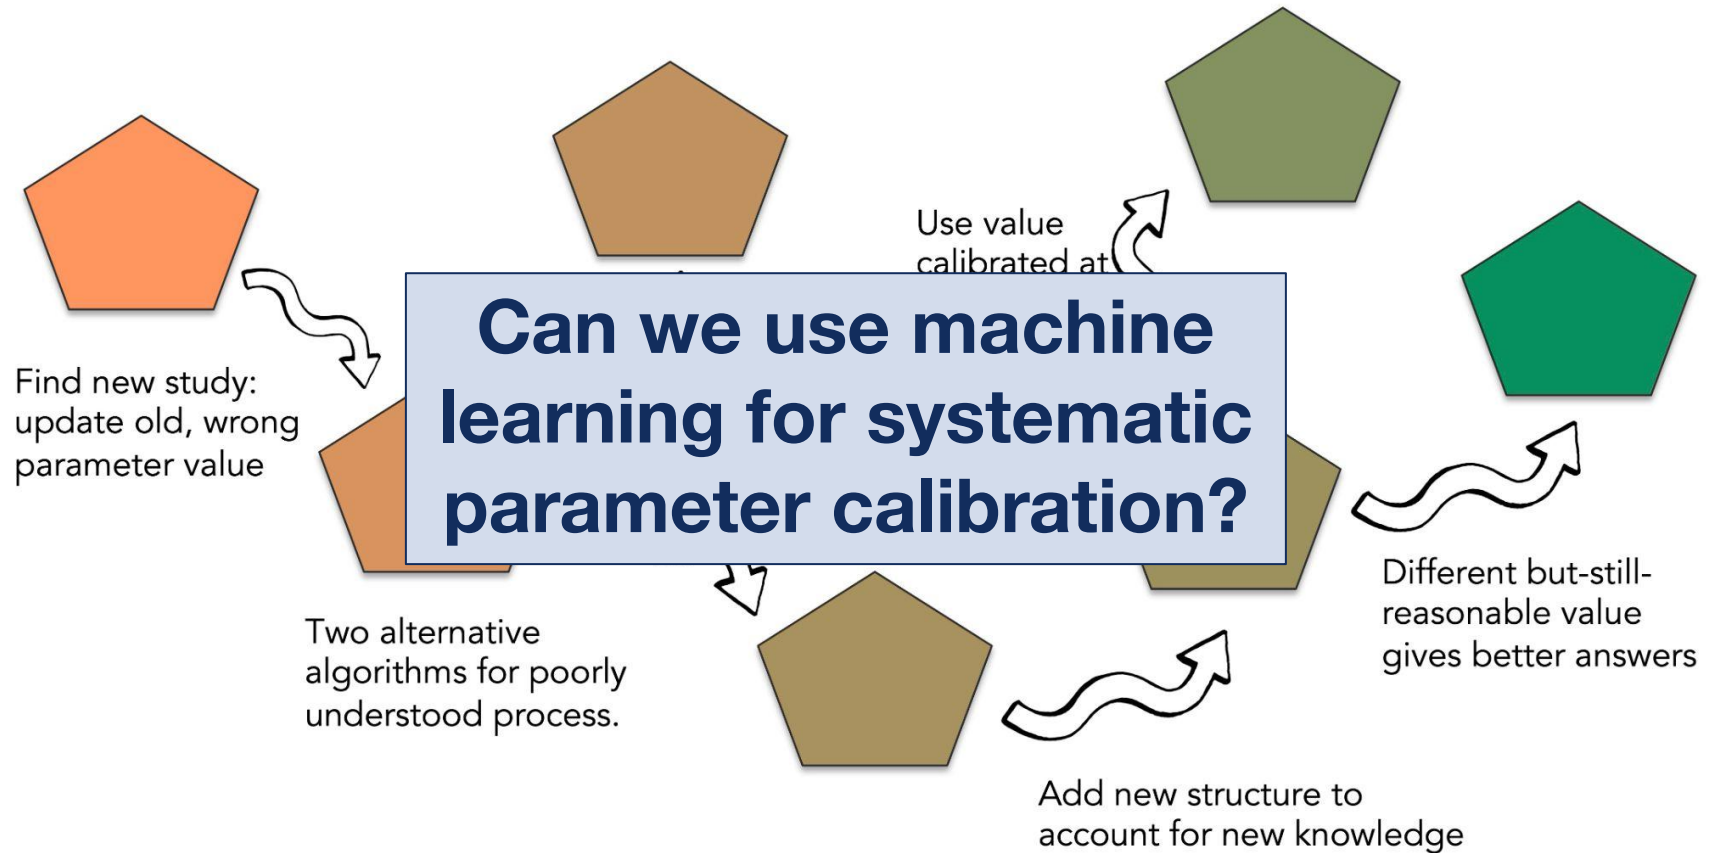 Use value
calibrated at
Can we use machine
learning for systematic
parameter calibration?
Find new study:
update old, wrong
parameter value
Two alternative
algorithms for poorly
understood process.
Different but-still-
reasonable value
gives better answers
Add new structure to
account for new knowledge